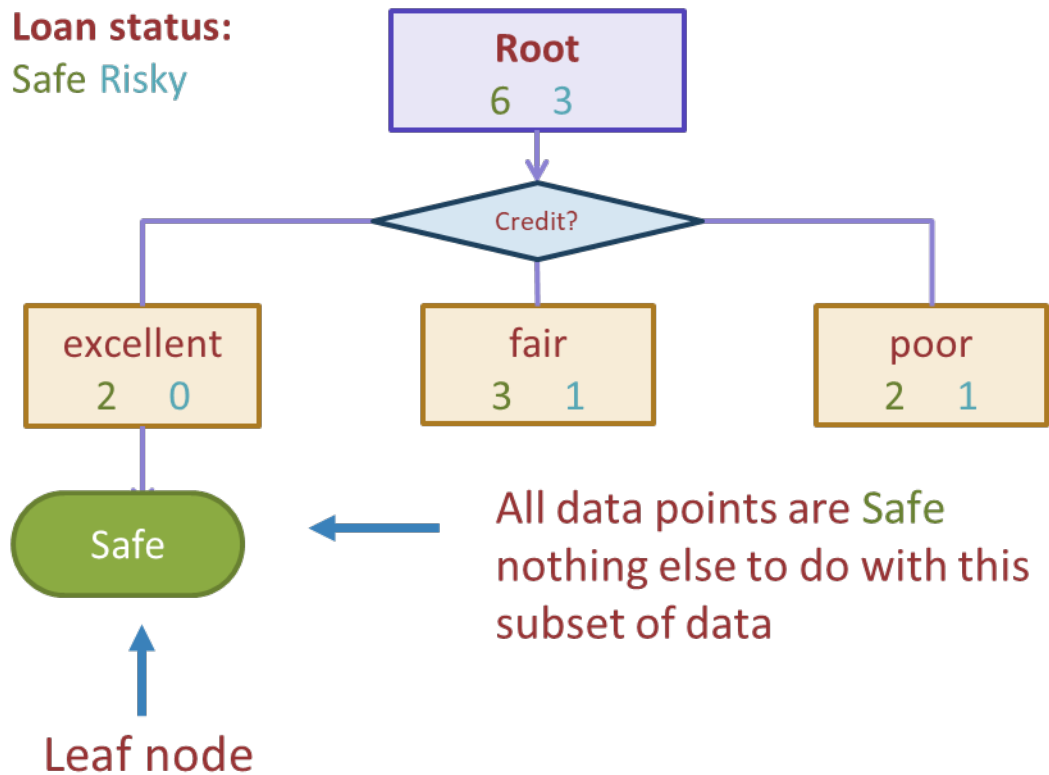 Loan status:
Safe Risky
Root
6 3
Credit?
excellent
2 0
fair
3 1
poor
2 1
Safe
All data points are Safe
nothing else to do with this
subset of data
Leaf node